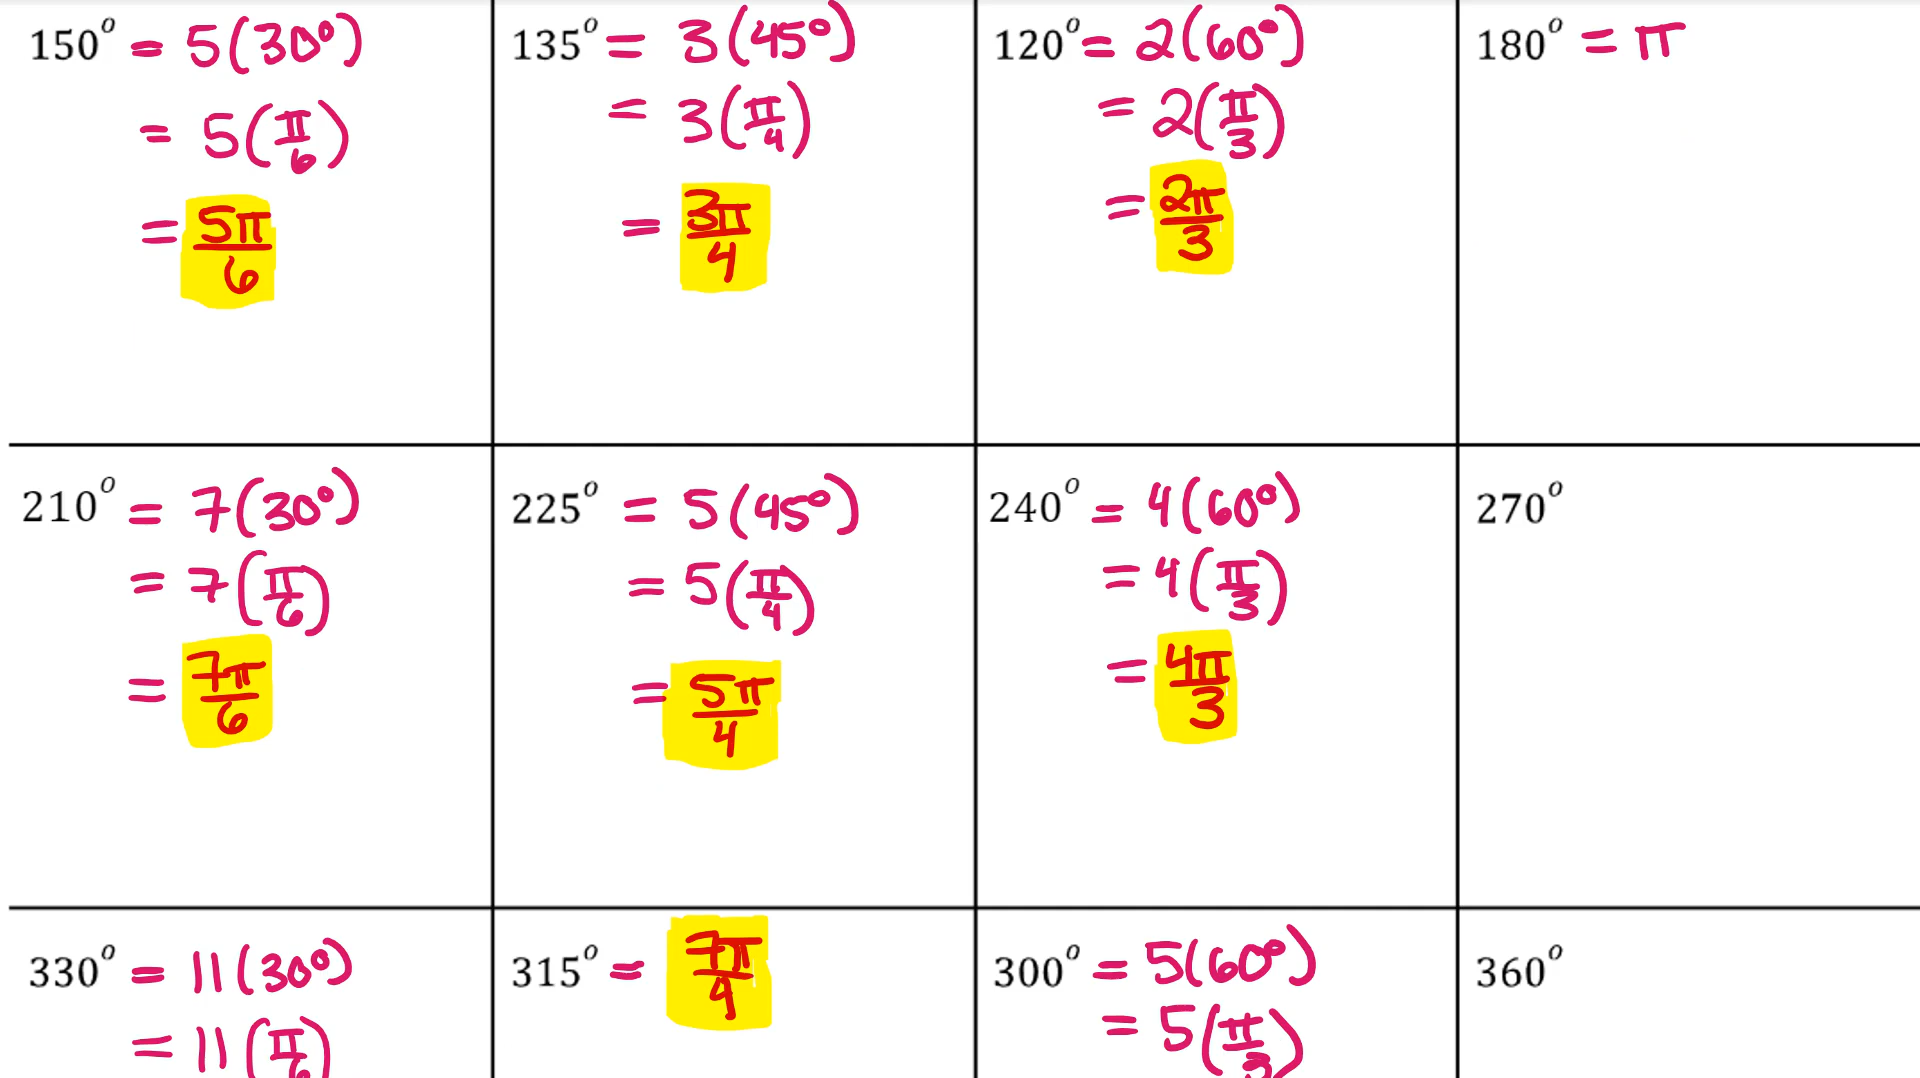 150° = 5(30°)
= 5(π/6)
= 5π/6
135° = 3(45°)
= 3(π/4)
= 3π/4
120° = 2(60°)
= 2(π/3)
= 2π/3
180° = π
210° = 7(30°)
= 7(π/6)
= 7π/6
225° = 5(45°)
= 5(π/4)
= 5π/4
240° = 4(60°)
= 4(π/3)
= 4π/3
270°
330° = 11(30°)
= 11(π/6)
315° = 7π/4
300° = 5(60°)
= 5(π/3)
360°